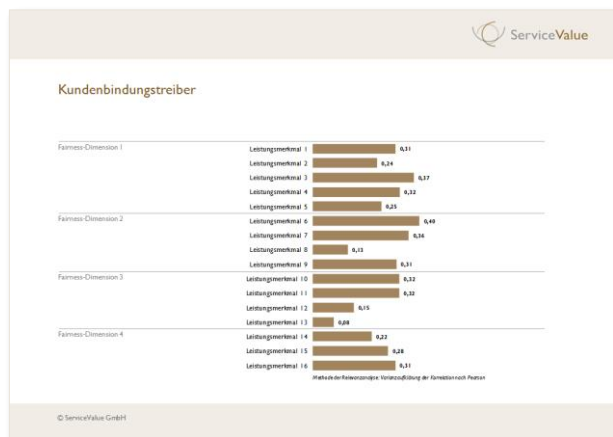 ServiceValue
Kundenbindungstreiber
Fairness-Dimension 1
Leistungsmerkmal 1 0,31
Leistungsmerkmal 2 0,24
Leistungsmerkmal 3 0,37
Leistungsmerkmal 4 0,32
Leistungsmerkmal 5 0,25
Fairness-Dimension 2
Leistungsmerkmal 6 0,40
Leistungsmerkmal 7 0,36
Leistungsmerkmal 8 0,13
Leistungsmerkmal 9 0,31
Fairness-Dimension 3
Leistungsmerkmal 10 0,32
Leistungsmerkmal 11 0,32
Leistungsmerkmal 12 0,15
Leistungsmerkmal 13 0,08
Fairness-Dimension 4
Leistungsmerkmal 14 0,22
Leistungsmerkmal 15 0,28
Leistungsmerkmal 16 0,31
Methode der Relevanzanalyse: Varianzaufklärung der Korrelation nach Pearson
© ServiceValue GmbH